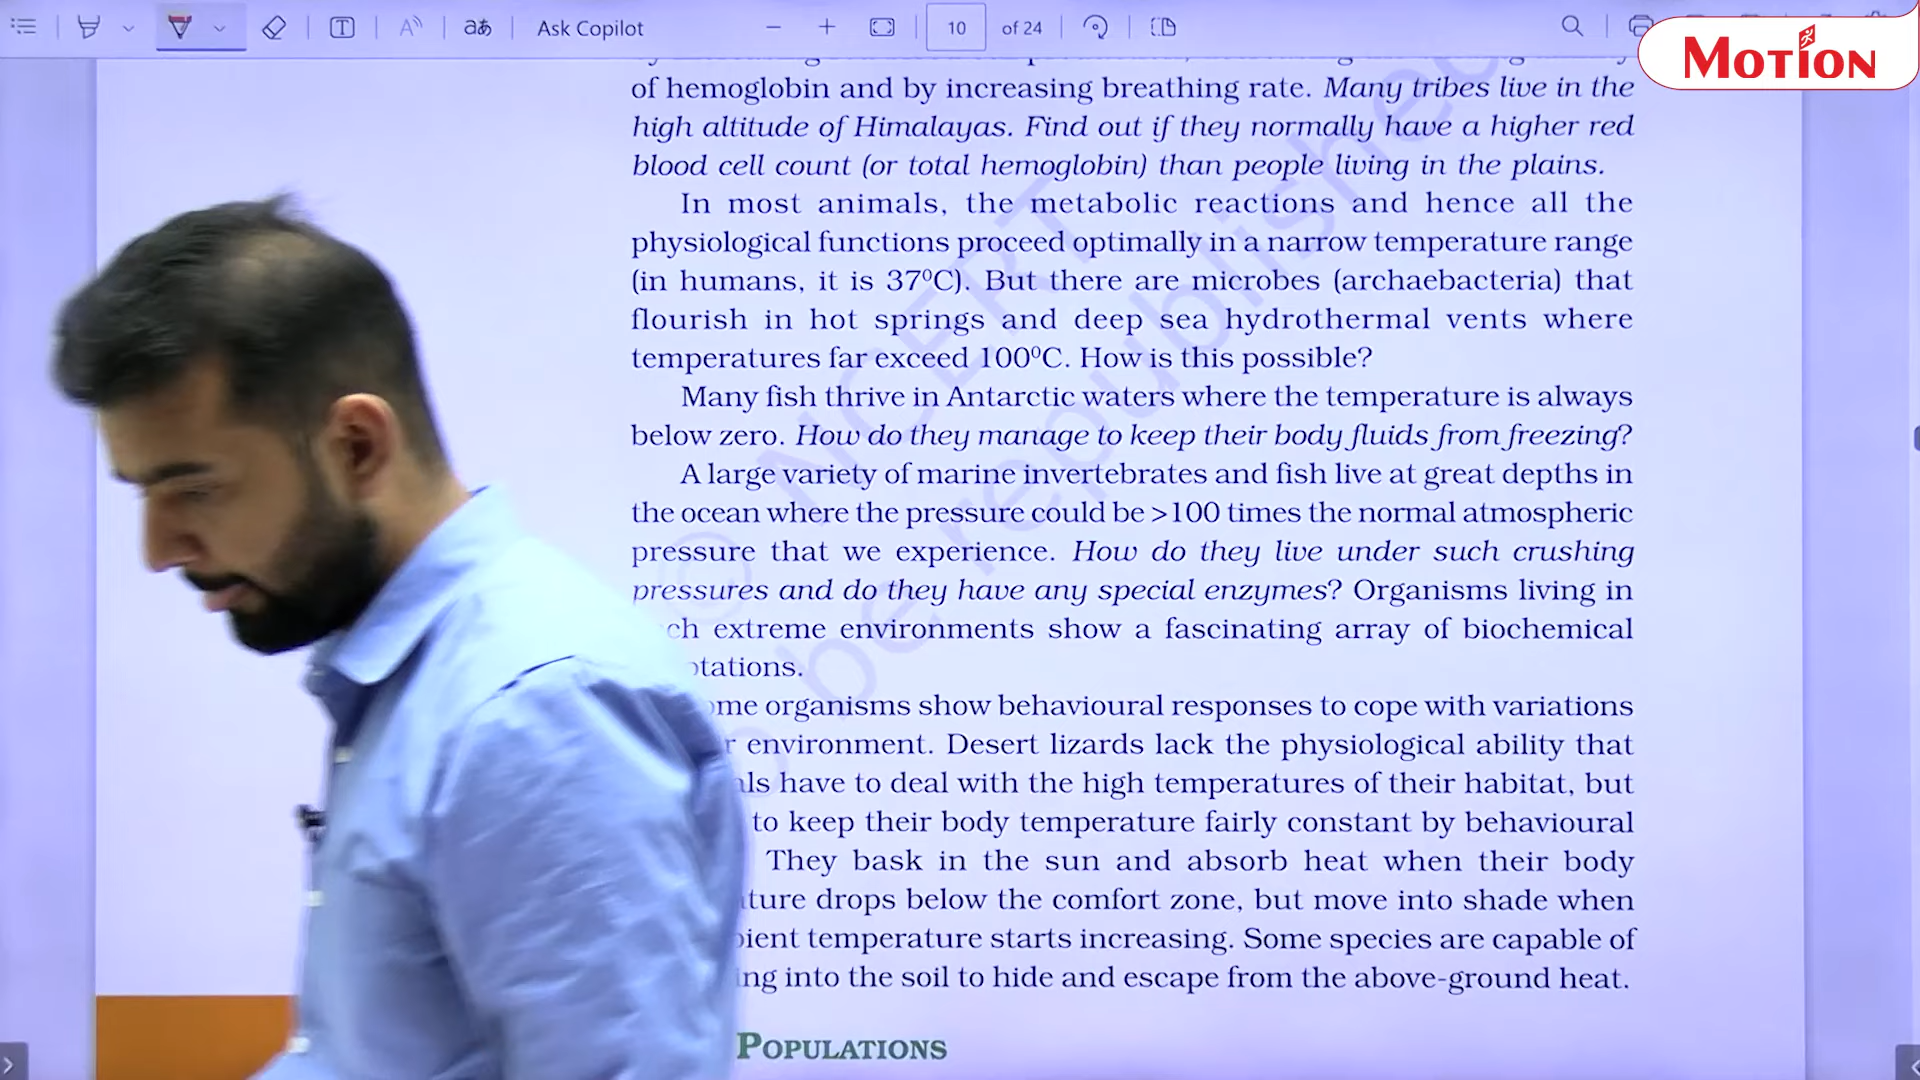 Ask Copilot
10 of 24
MOTION
of hemoglobin and by increasing breathing rate. Many tribes live in the
high altitude of Himalayas. Find out if they normally have a higher red
blood cell count (or total hemoglobin) than people living in the plains.
In most animals, the metabolic reactions and hence all the
physiological functions proceed optimally in a narrow temperature range
(in humans, it is 37⁰C). But there are microbes (archaebacteria) that
flourish in hot springs and deep sea hydrothermal vents where
temperatures far exceed 100⁰C. How is this possible?
Many fish thrive in Antarctic waters where the temperature is always
below zero. How do they manage to keep their body fluids from freezing?
A large variety of marine invertebrates and fish live at great depths in
the ocean where the pressure could be >100 times the normal atmospheric
pressure that we experience. How do they live under such crushing
pressures and do they have any special enzymes? Organisms living in
ch extreme environments show a fascinating array of biochemical
ptations.
ome organisms show behavioural responses to cope with variations
r environment. Desert lizards lack the physiological ability that
ls have to deal with the high temperatures of their habitat, but
to keep their body temperature fairly constant by behavioural
They bask in the sun and absorb heat when their body
ture drops below the comfort zone, but move into shade when
bient temperature starts increasing. Some species are capable of
ing into the soil to hide and escape from the above-ground heat.
POPULATIONS
© NCERT
be republished